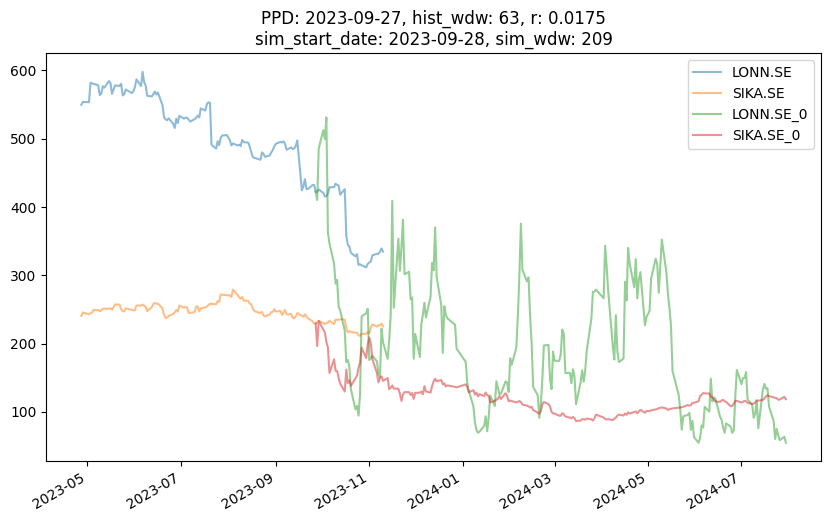 PPD: 2023-09-27, hist_wdw: 63, r: 0.0175
sim_start_date: 2023-09-28, sim_wdw: 209
LONN.SE
SIKA.SE
LONN.SE_0
SIKA.SE_0
600
500
400
300
200
100
2023-05
2023-07
2023-09
2023-11
2024-01
2024-03
2024-05
2024-07